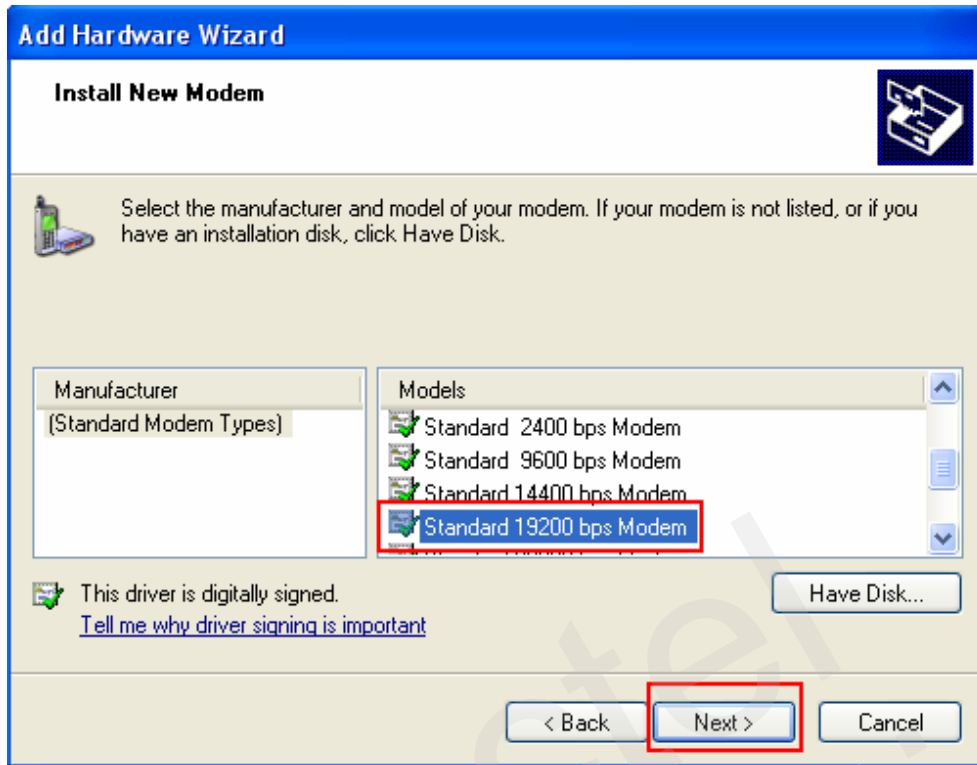 Add Hardware Wizard
Install New Modem
Select the manufacturer and model of your modem. If your modem is not listed, or if you
have an installation disk, click Have Disk.
Manufacturer
(Standard Modem Types)
Models
Standard 2400 bps Modem
Standard 9600 bps Modem
Standard 14400 bps Modem
Standard 19200 bps Modem
This driver is digitally signed.
Tell me why driver signing is important
Have Disk...
< Back
Next >
Cancel